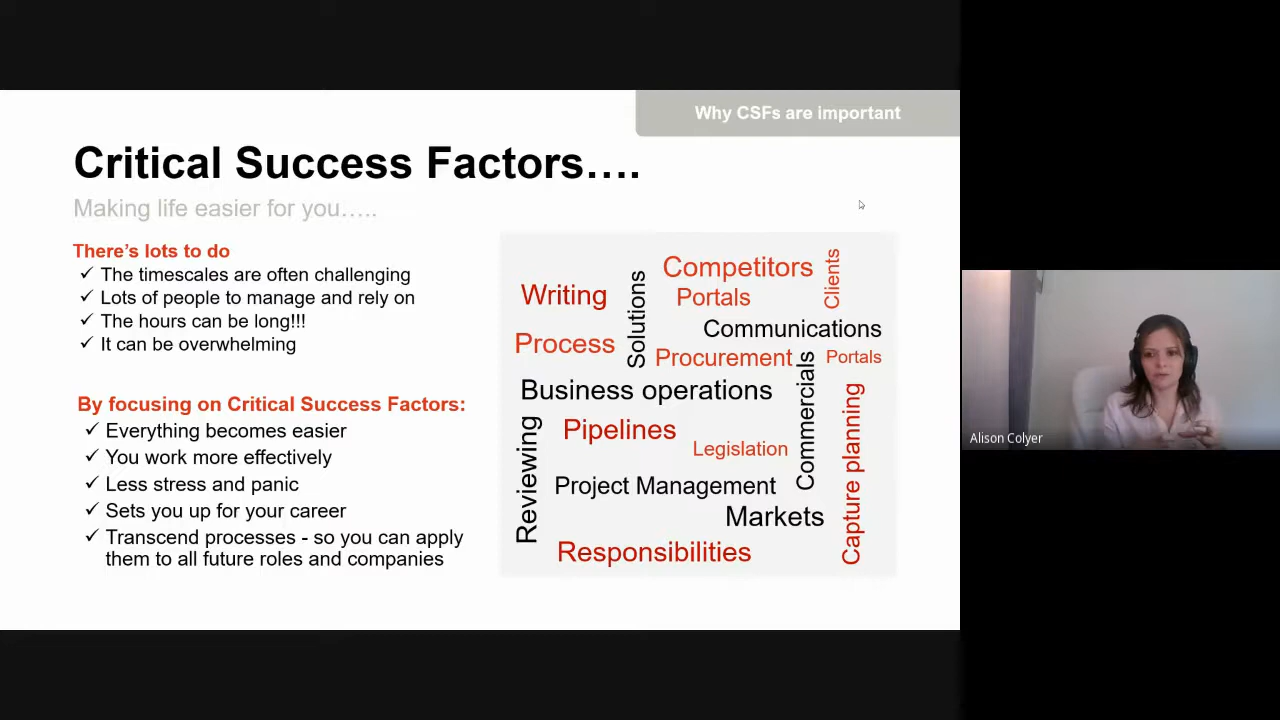 Why CSFs are important
Critical Success Factors….
Making life easier for you…..
There's lots to do
✓ The timescales are often challenging
✓ Lots of people to manage and rely on
✓ The hours can be long!!!
✓ It can be overwhelming
By focusing on Critical Success Factors:
✓ Everything becomes easier
✓ You work more effectively
✓ Less stress and panic
✓ Sets you up for your career
✓ Transcend processes - so you can apply
them to all future roles and companies
Writing
Solutions
Competitors
Clients
Portals
Communications
Process
Procurement
Portals
Business operations
Commercials
Capture planning
Reviewing
Pipelines
Legislation
Project Management
Markets
Responsibilities
Alison Colyer